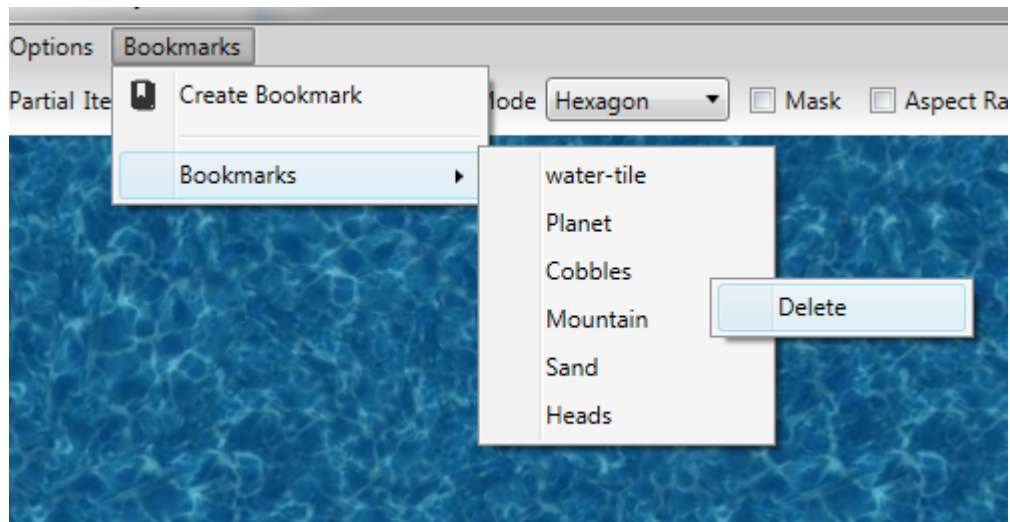 Options Bookmarks
Partial Ite
Create Bookmark
ode Hexagon Mask Aspect Ra
Bookmarks
water-tile
Planet
Cobbles
Mountain
Delete
Sand
Heads